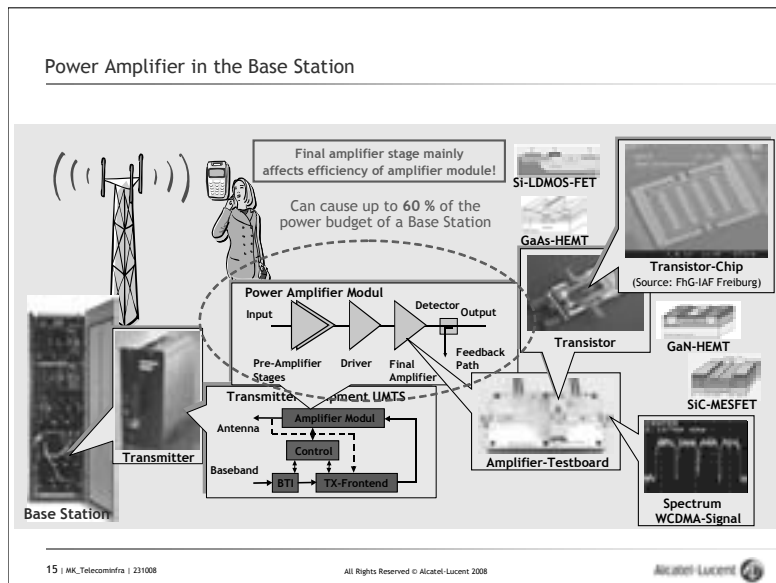 Power Amplifier in the Base Station
Final amplifier stage mainly
affects efficiency of amplifier module!
Can cause up to 60 % of the
power budget of a Base Station
Si-LDMOS-FET
GaAs-HEMT
Transistor-Chip
(Source: FhG-IAF Freiburg)
Transistor
GaN-HEMT
SiC-MESFET
Power Amplifier Modul
Input
Detector
Output
Pre-Amplifier
Stages
Driver
Final
Amplifier
Feedback
Path
Transmitter
opment UMTS
Amplifier Modul
Antenna
Control
Baseband
BTI
TX-Frontend
Transmitter
Base Station
Amplifier-Testboard
Spectrum
WCDMA-Signal
15 | MK_Telecominfra | 231008
All Rights Reserved © Alcatel-Lucent 2008
Alcatel-Lucent